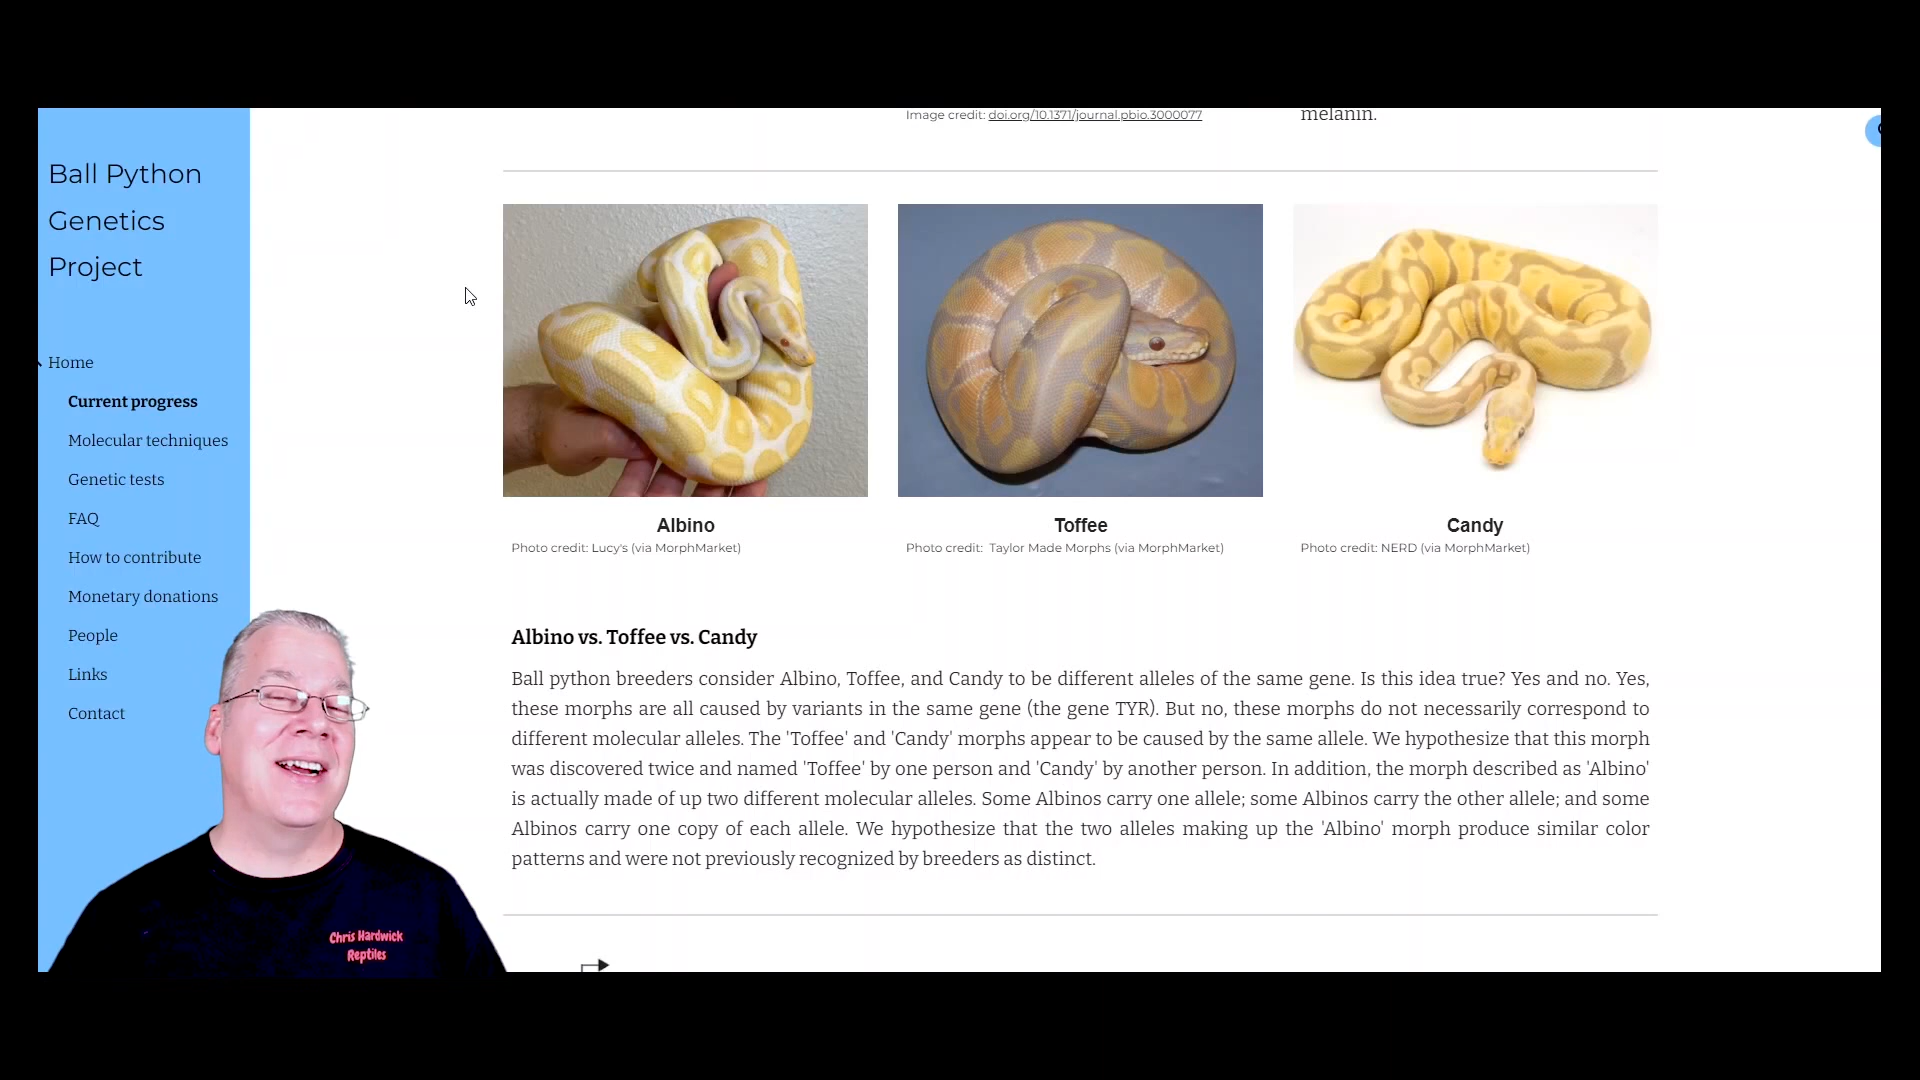 Image credit: doi.org/10.1371/journal.pbio.3000077
melanin.
Ball Python
Genetics
Project
Home
Current progress
Molecular techniques
Genetic tests
FAQ
How to contribute
Monetary donations
People
Links
Contact
Albino
Photo credit: Lucy's (via MorphMarket)
Toffee
Photo credit: Taylor Made Morphs (via MorphMarket)
Candy
Photo credit: NERD (via MorphMarket)
Albino vs. Toffee vs. Candy
Ball python breeders consider Albino, Toffee, and Candy to be different alleles of the same gene. Is this idea true? Yes and no. Yes,
these morphs are all caused by variants in the same gene (the gene TYR). But no, these morphs do not necessarily correspond to
different molecular alleles. The 'Toffee' and 'Candy' morphs appear to be caused by the same allele. We hypothesize that this morph
was discovered twice and named 'Toffee' by one person and 'Candy' by another person. In addition, the morph described as 'Albino'
is actually made of up two different molecular alleles. Some Albinos carry one allele; some Albinos carry the other allele; and some
Albinos carry one copy of each allele. We hypothesize that the two alleles making up the 'Albino' morph produce similar color
patterns and were not previously recognized by breeders as distinct.
Chris Hardwick
Reptiles